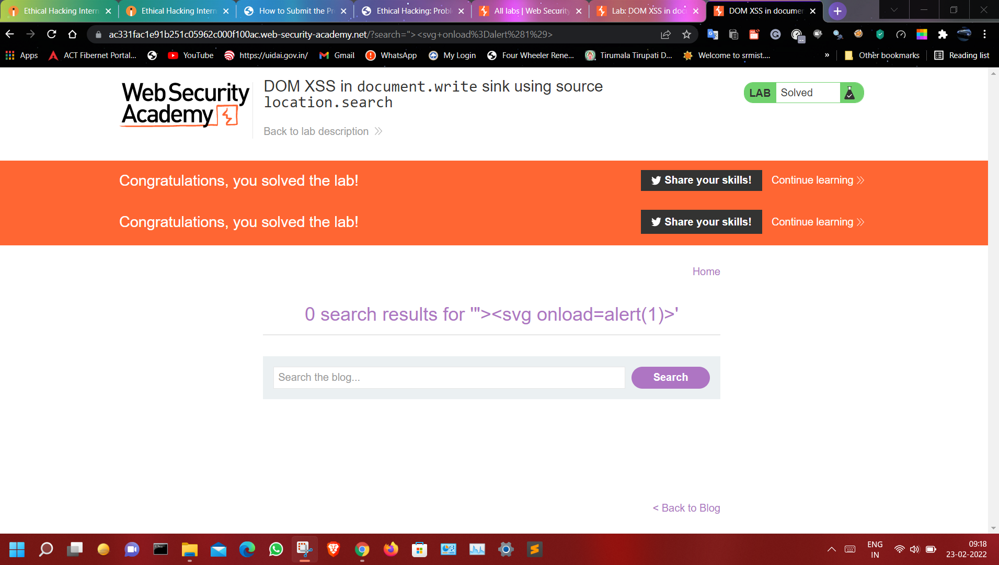 Ethical Hacking Intern
Ethical Hacking Intern
How to Submit the Pr
Ethical Hacking: Probl
All labs | Web Security
Lab: DOM XSS in doc
DOM XSS in documen
ac331fac1e91b251c05962c000f100ac.web-security-academy.net/?search="><svg+onload%3Dalert%281%29>
Apps
ACT Fibernet Portal...
YouTube
https://uidai.gov.in/
Gmail
WhatsApp
My Login
Four Wheeler Rene...
Tirumala Tirupati D...
Welcome to srmist....
»
Other bookmarks
Reading list
Web Security
Academy
DOM XSS in document.write sink using source
location.search
Back to lab description
LAB Solved
Congratulations, you solved the lab!
Share your skills!
Continue learning
Congratulations, you solved the lab!
Share your skills!
Continue learning
Home
0 search results for '"><svg onload=alert(1)>'
Search the blog...
Search
< Back to Blog
ENG
IN
09:18
23-02-2022